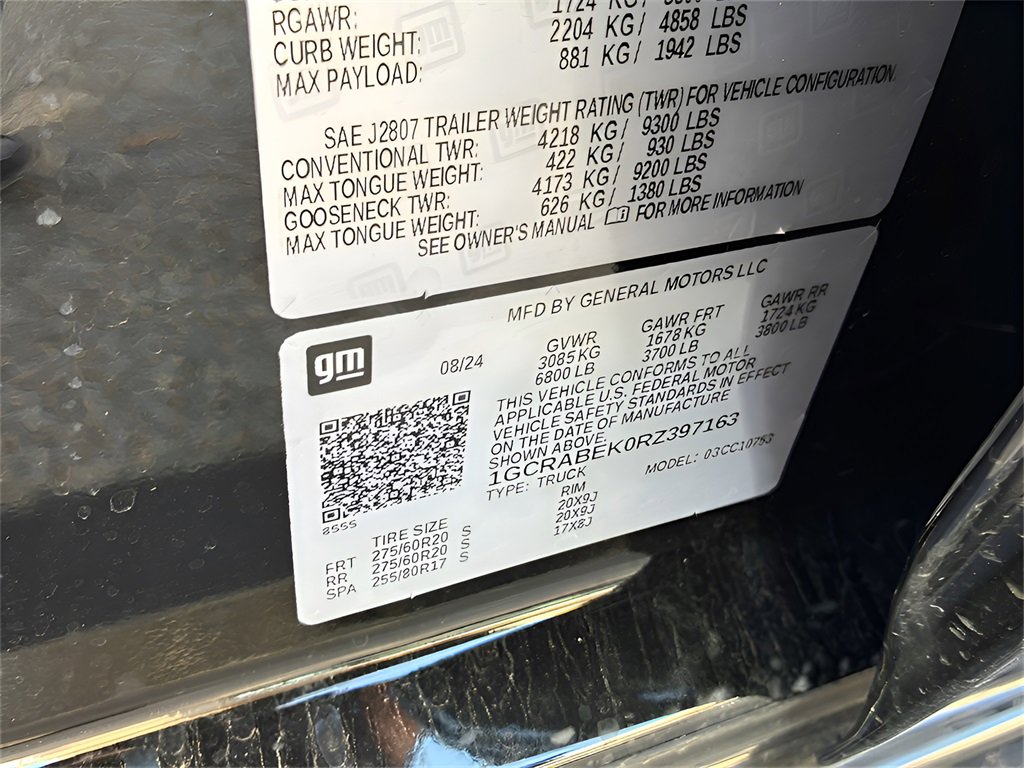 RGAWR: 1724 KG/ 3800 LBS
CURB WEIGHT: 2204 KG/ 4858 LBS
MAX PAYLOAD: 881 KG/ 1942 LBS
SAE J2807 TRAILER WEIGHT RATING (TWR) FOR VEHICLE CONFIGURATION.
CONVENTIONAL TWR: 4218 KG/ 9300 LBS
MAX TONGUE WEIGHT: 422 KG/ 930 LBS
GOOSENECK TWR: 4173 KG/ 9200 LBS
MAX TONGUE WEIGHT: 626 KG/ 1380 LBS
SEE OWNER'S MANUAL FOR MORE INFORMATION
MFD BY GENERAL MOTORS LLC
gm
08/24 GVWR GAWR FRT GAWR RR
3085 KG 1678 KG 1724 KG
6800 LB 3700 LB 3800 LB
THIS VEHICLE CONFORMS TO ALL
APPLICABLE U.S. FEDERAL MOTOR
VEHICLE SAFETY STANDARDS IN EFFECT
ON THE DATE OF MANUFACTURE
SHOWN ABOVE.
1GCRABEK0RZ397163
TYPE: TRUCK MODEL: 03CC10753
8555
TIRE SIZE RIM
FRT 275/60R20 S 20X9J
RR 275/60R20 S 20X9J
SPA 255/80R17 S 17X8J